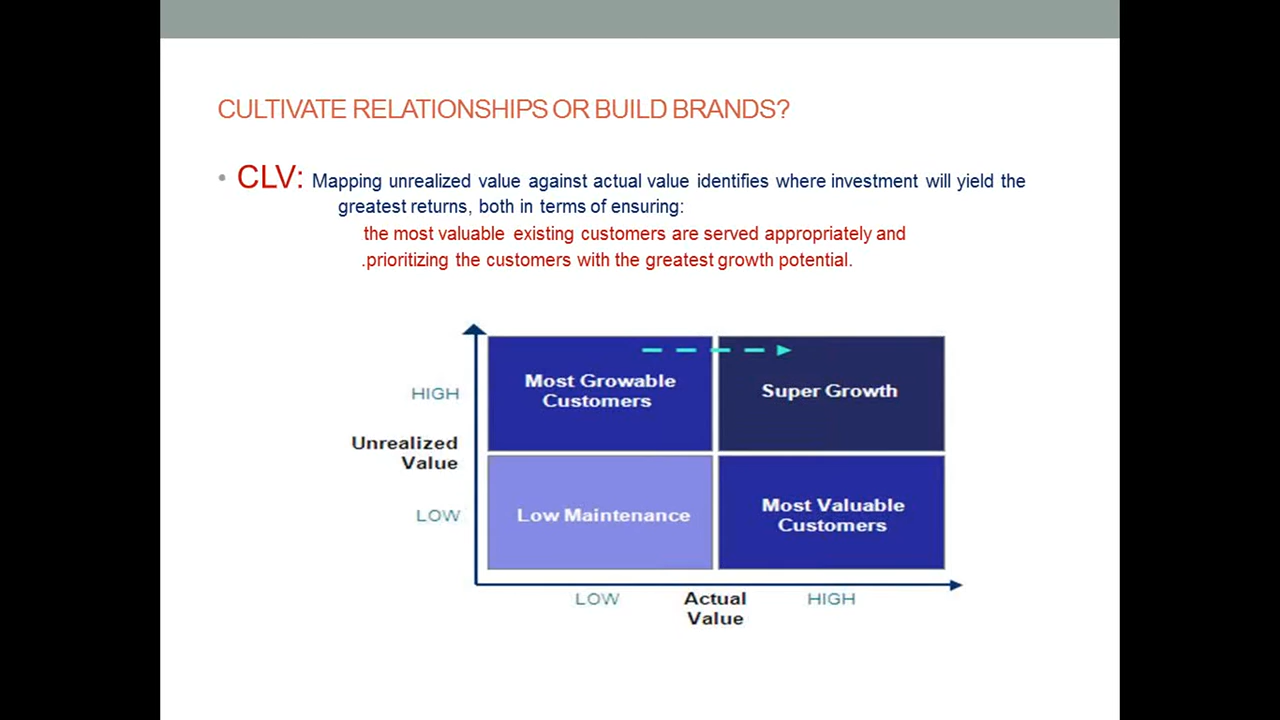 CULTIVATE RELATIONSHIPS OR BUILD BRANDS?
• CLV: Mapping unrealized value against actual value identifies where investment will yield the
greatest returns, both in terms of ensuring:
the most valuable existing customers are served appropriately and
.prioritizing the customers with the greatest growth potential.
HIGH
Most Growable
Customers
Super Growth
Unrealized
Value
LOW
Low Maintenance
Most Valuable
Customers
LOW
Actual
Value
HIGH